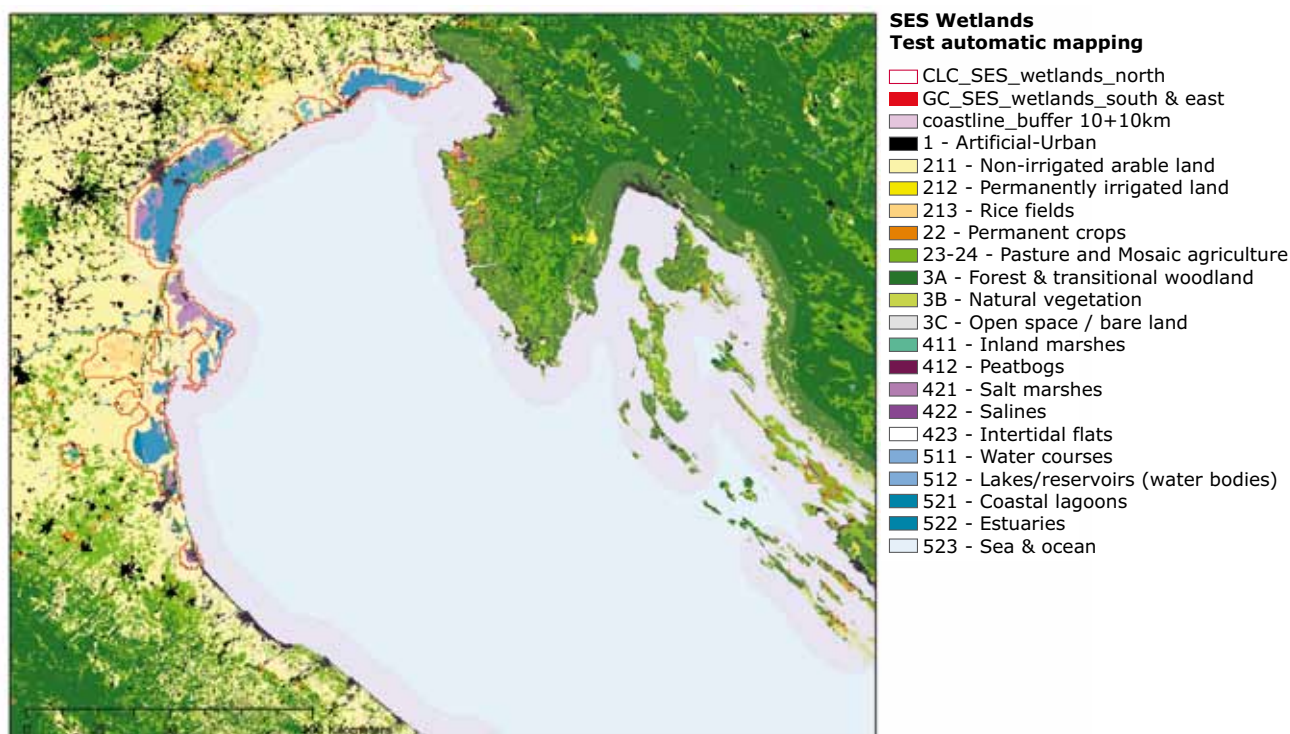 SES Wetlands
Test automatic mapping
CLC_SES_wetlands_north
GC_SES_wetlands_south & east
coastline_buffer 10+10km
1 - Artificial-Urban
211 - Non-irrigated arable land
212 - Permanently irrigated land
213 - Rice fields
22 - Permanent crops
23-24 - Pasture and Mosaic agriculture
3A - Forest & transitional woodland
3B - Natural vegetation
3C - Open space / bare land
411 - Inland marshes
412 - Peatbogs
421 - Salt marshes
422 - Salines
423 - Intertidal flats
511 - Water courses
512 - Lakes/reservoirs (water bodies)
521 - Coastal lagoons
522 - Estuaries
523 - Sea & ocean
Kilometers